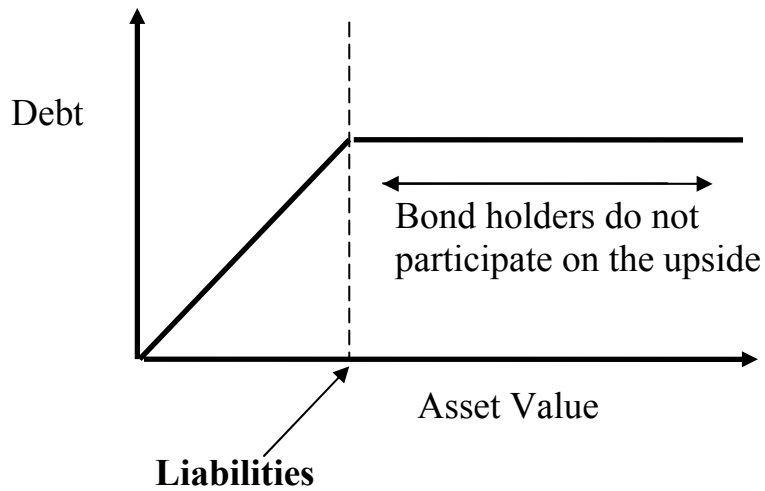 Debt
Bond holders do not
participate on the upside
Asset Value
Liabilities